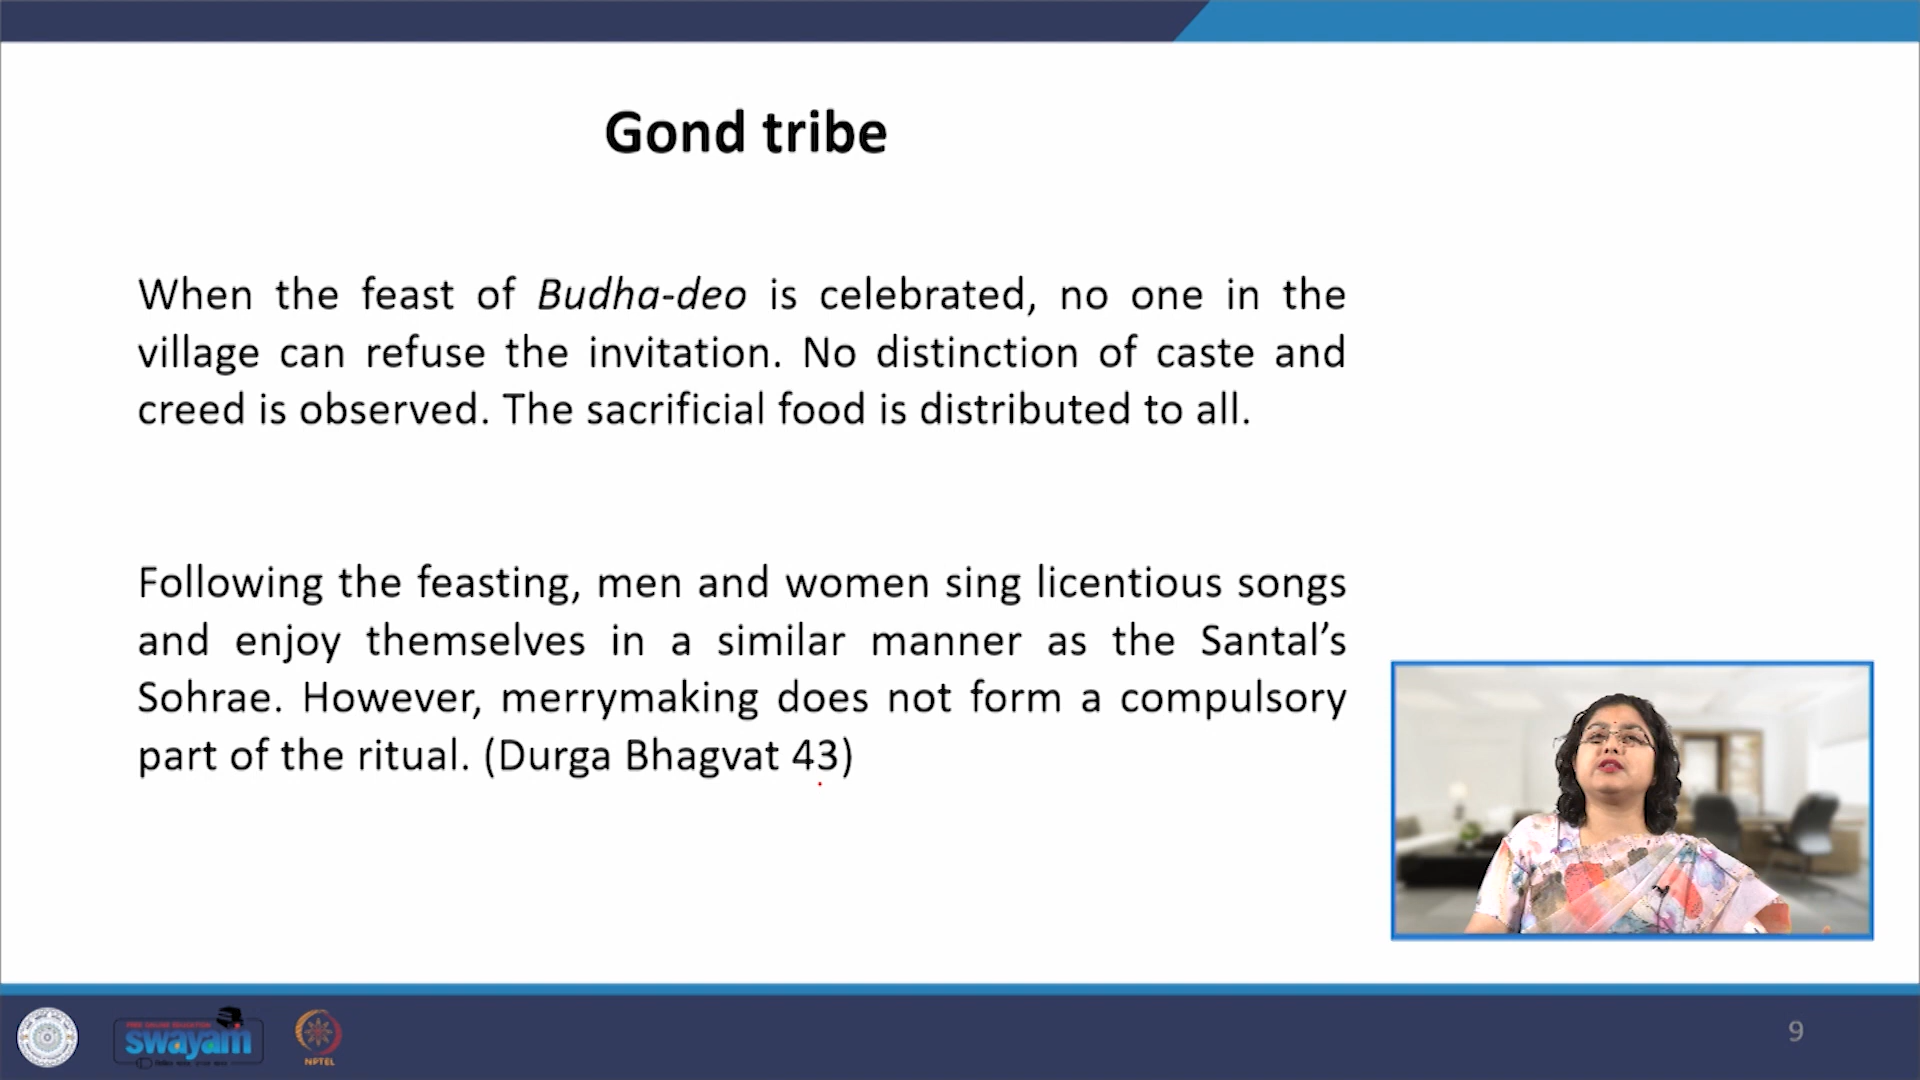 Gond tribe
When the feast of Budha-deo is celebrated, no one in the
village can refuse the invitation. No distinction of caste and
creed is observed. The sacrificial food is distributed to all.
Following the feasting, men and women sing licentious songs
and enjoy themselves in a similar manner as the Santal’s
Sohrae. However, merrymaking does not form a compulsory
part of the ritual. (Durga Bhagvat 43)
swayam
NPTEL
9